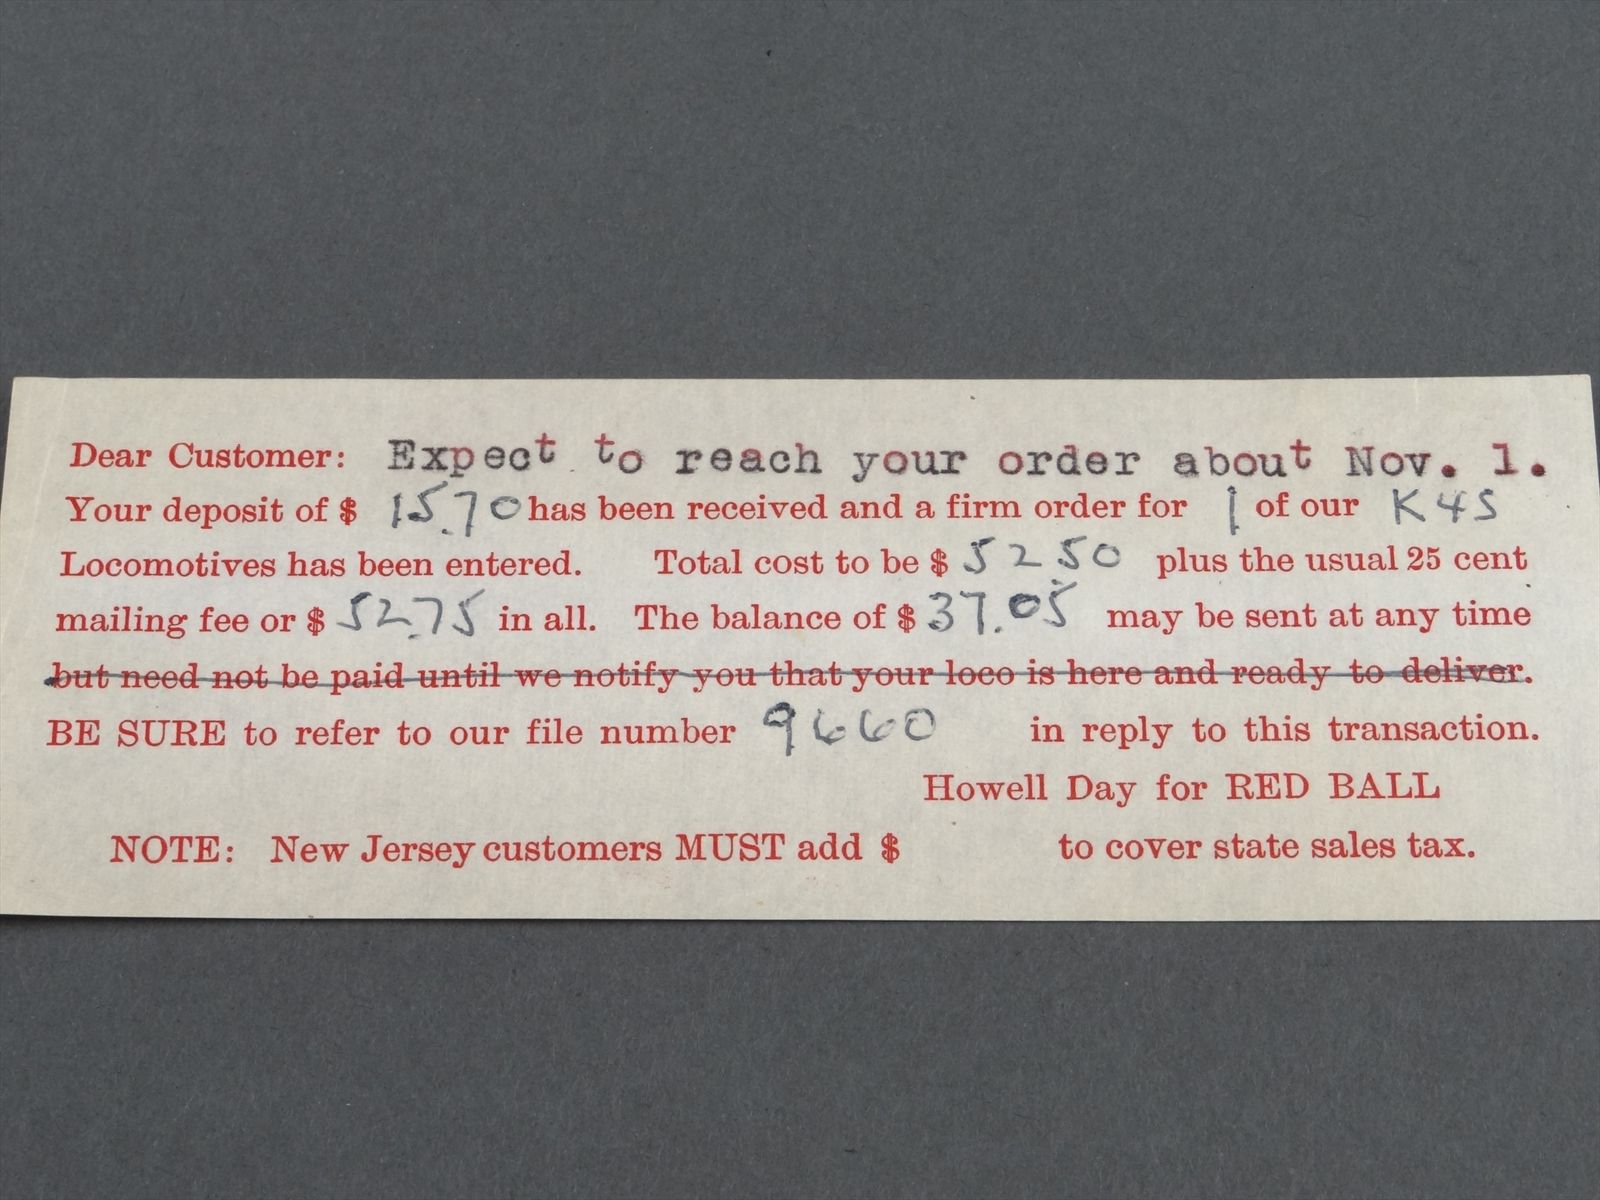 Dear Customer: Expect to reach your order about Nov. 1.
Your deposit of $ 15.70 has been received and a firm order for 1 of our K4S
Locomotives has been entered. Total cost to be $ 52.50 plus the usual 25 cent
mailing fee or $ 52.75 in all. The balance of $ 37.05 may be sent at any time
but need not be paid until we notify you that your loco is here and ready to deliver.
BE SURE to refer to our file number 9660 in reply to this transaction.
Howell Day for RED BALL
NOTE: New Jersey customers MUST add $ to cover state sales tax.